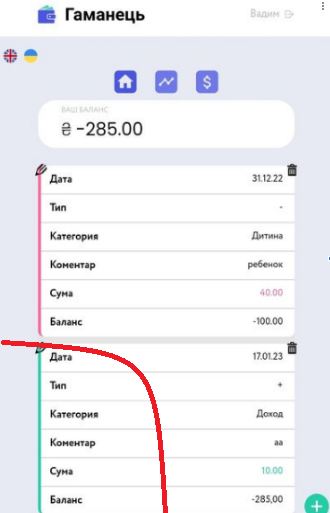 Гаманець
Вадим
ВАШ БАЛАНС
₴ -285.00
Дата 31.12.22
Тип -
Категория Дитина
Коментар ребенок
Сума 40.00
Баланс -100.00
Дата 17.01.23
Тип +
Категория Доход
Коментар аа
Сума 10.00
Баланс -285,00